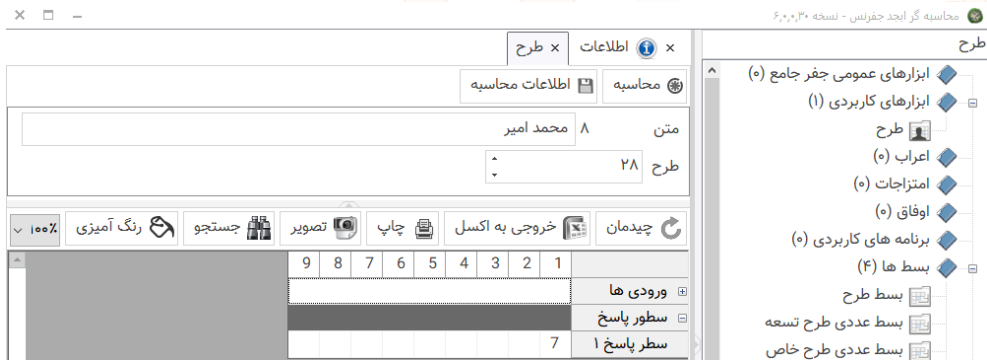 محاسبه گر ابجد جفرنس - نسخه ۶,۰,۰,۳۰
طرح
ابزارهای عمومی جفر جامع (۰)
ابزارهای کاربردی (۱)
طرح
اعراب (۰)
امتزاجات (۰)
اوفاق (۰)
برنامه های کاربردی (۰)
بسط ها (۴)
بسط طرح
بسط عددی طرح تسعه
بسط عددی طرح خاص
اطلاعات
طرح
محاسبه
اطلاعات محاسبه
متن
۸
محمد امیر
طرح
۲۸
چیدمان
خروجی به اکسل
چاپ
تصویر
جستجو
رنگ آمیزی
۱۰۰٪
1 2 3 4 5 6 7 8 9
ورودی ها
سطور پاسخ
سطر پاسخ ۱
7